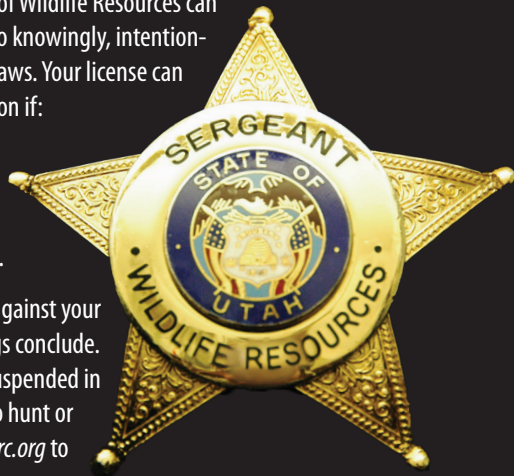 of Wildlife Resources can
o knowingly, intention-
aws. Your license can
on if:
.
gainst your
gs conclude.
uspended in
o hunt or
rc.org to
SERGEANT
STATE OF
UTAH
• WILDLIFE RESOURCES •